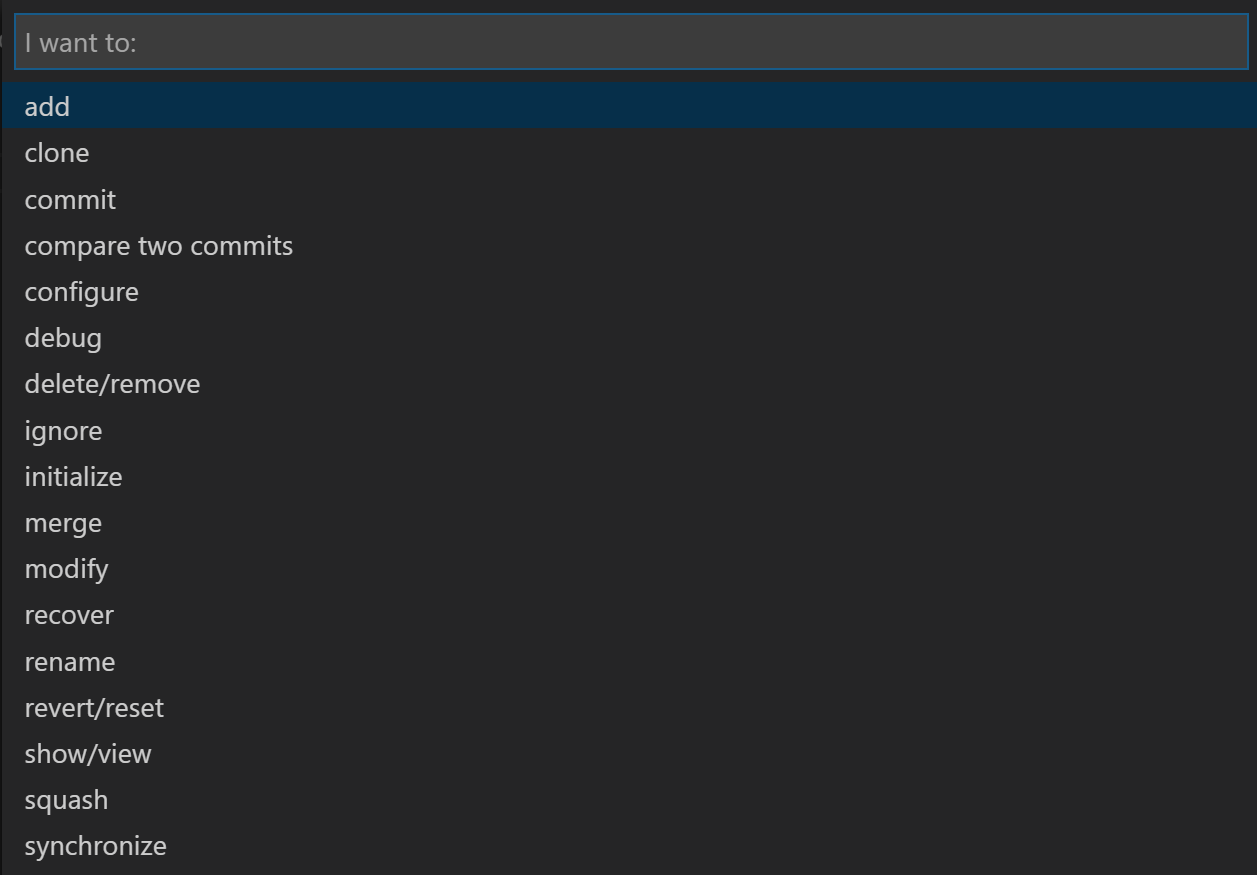 I want to:
add
clone
commit
compare two commits
configure
debug
delete/remove
ignore
initialize
merge
modify
recover
rename
revert/reset
show/view
squash
synchronize